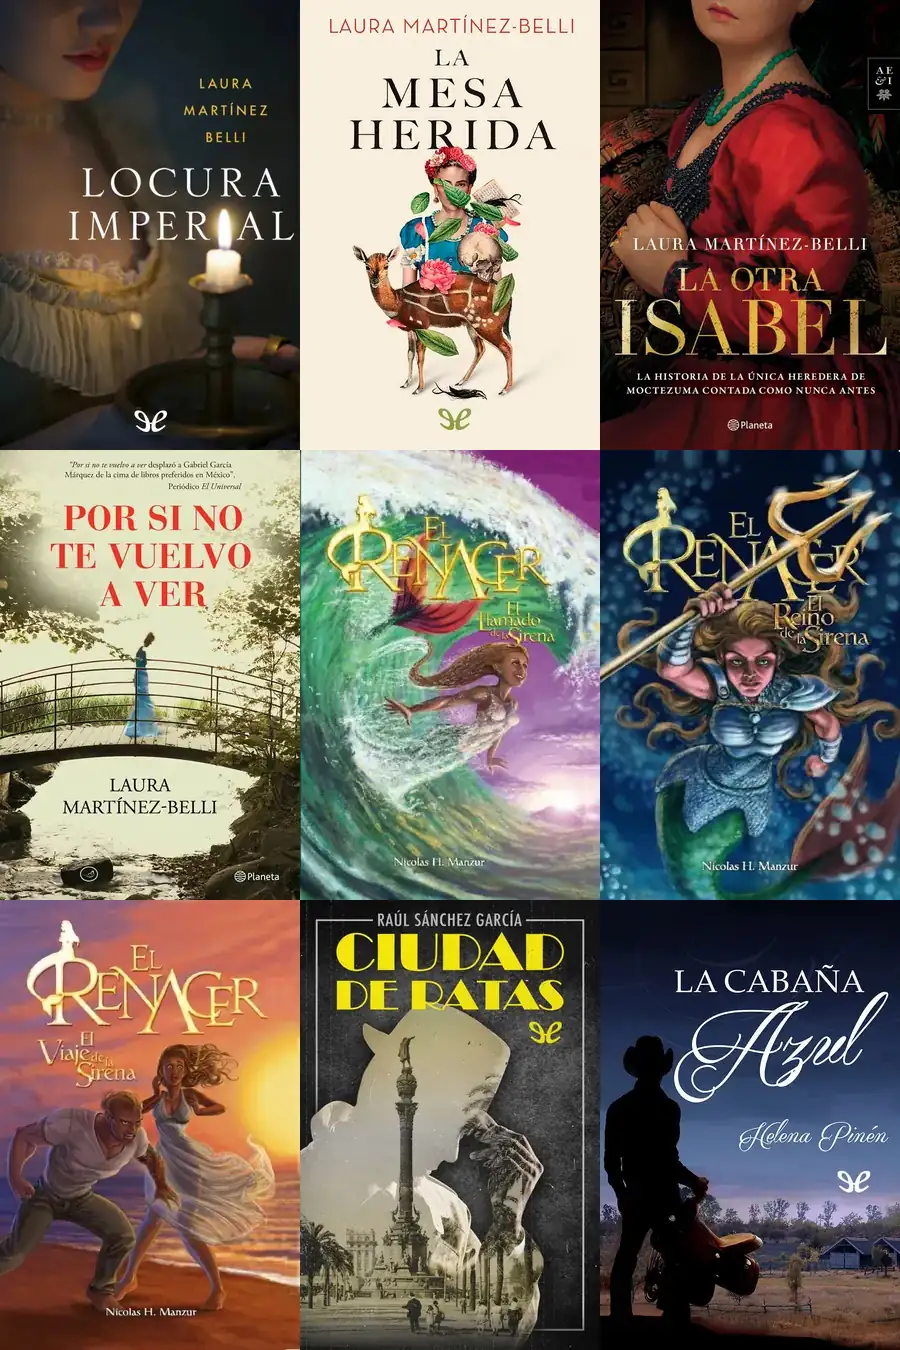 LAURA
MARTÍNEZ
BELLI
LOCURA
IMPERIAL
LAURA MARTÍNEZ-BELLI
LA
MESA
HERIDA
AE
&I
LAURA MARTÍNEZ-BELLI
LA OTRA
ISABEL
LA HISTORIA DE LA ÚNICA HEREDERA DE
MOCTEZUMA CONTADA COMO NUNCA ANTES
Planeta
"Por si no te vuelvo a ver desplazó a Gabriel García
Márquez de la cima de libros preferidos en México".
Periódico El Universal
POR SI NO
TE VUELVO
A VER
LAURA
MARTÍNEZ-BELLI
Planeta
EL
RENACER
El
Llamado
de la Sirena
Nicolas H. Manzur
EL
RENACER
El
Reino
de la Sirena
Nicolas H. Manzur
EL
RENACER
El
Viaje de la
Sirena
Nicolas H. Manzur
RAÚL SÁNCHEZ GARCÍA
CIUDAD
DE RATAS
LA CABAÑA
Azul
Helena Pinén